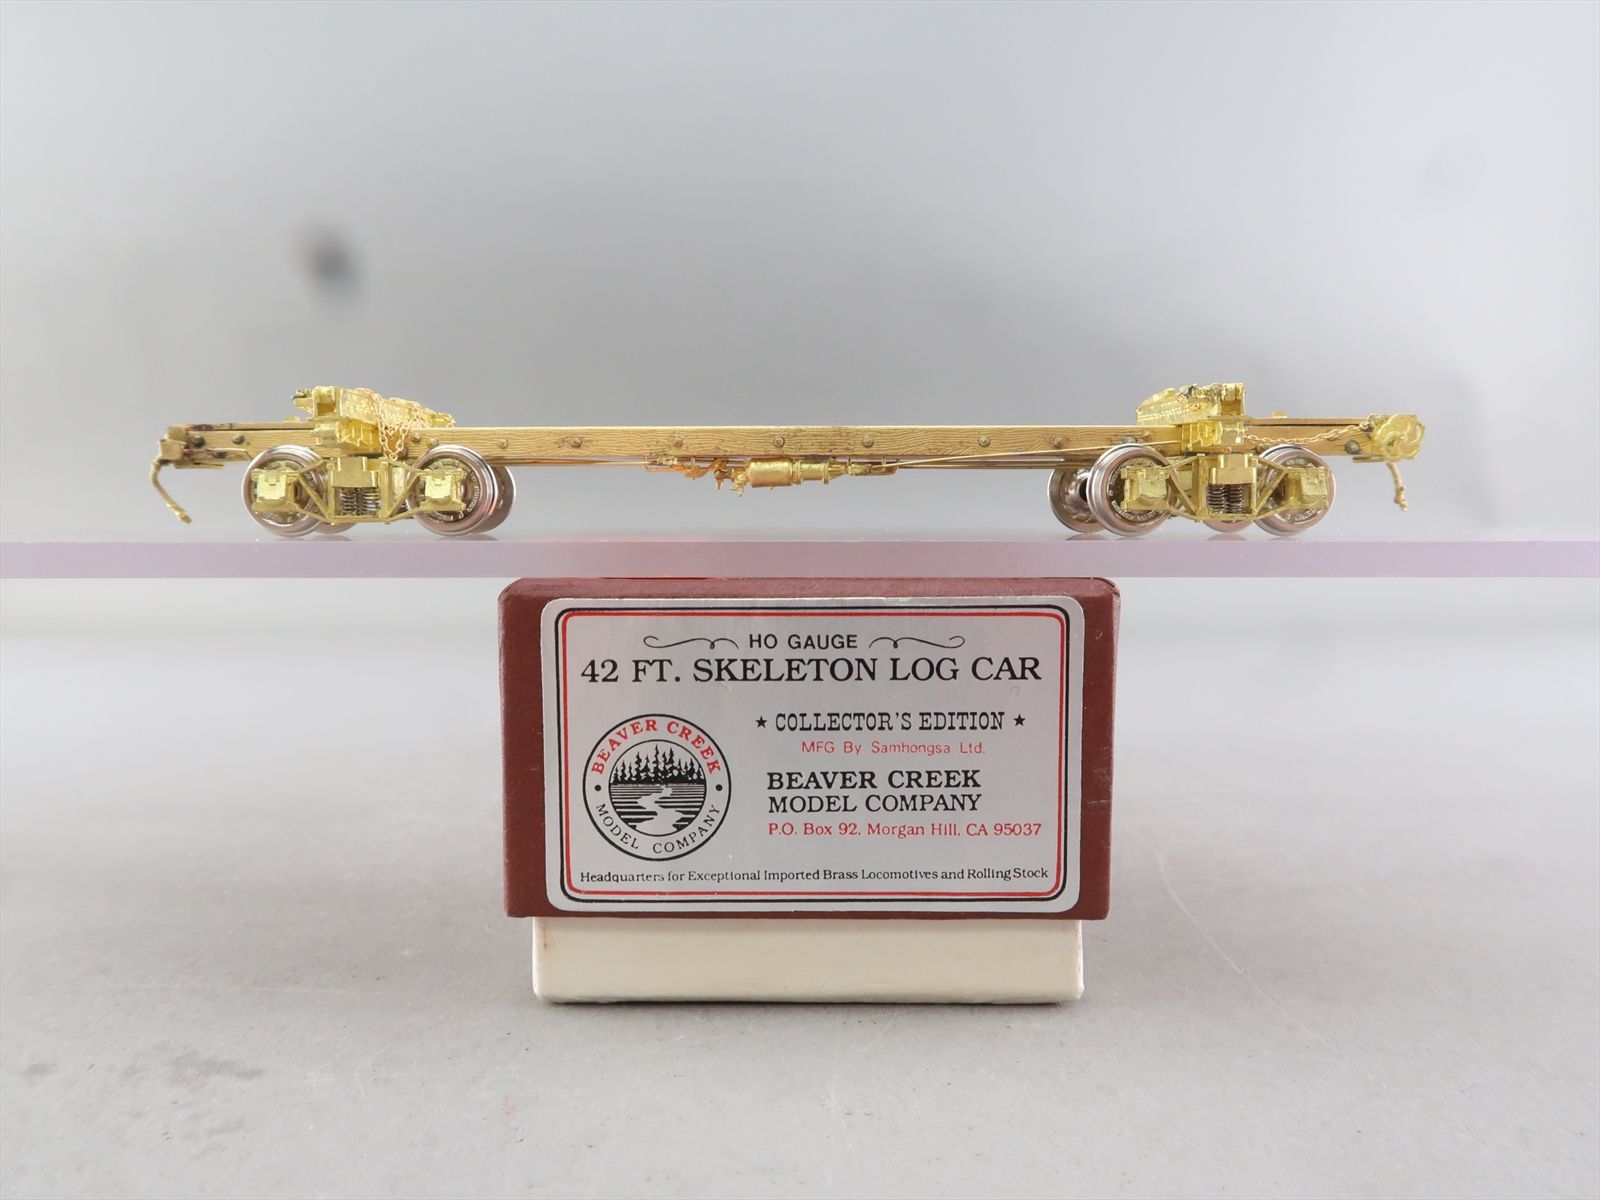 HO GAUGE
42 FT. SKELETON LOG CAR
★ COLLECTOR'S EDITION ★
MFG By Samhongsa Ltd.
BEAVER CREEK
MODEL COMPANY
BEAVER CREEK
MODEL COMPANY
P.O. Box 92, Morgan Hill, CA 95037
Headquarters for Exceptional Imported Brass Locomotives and Rolling Stock